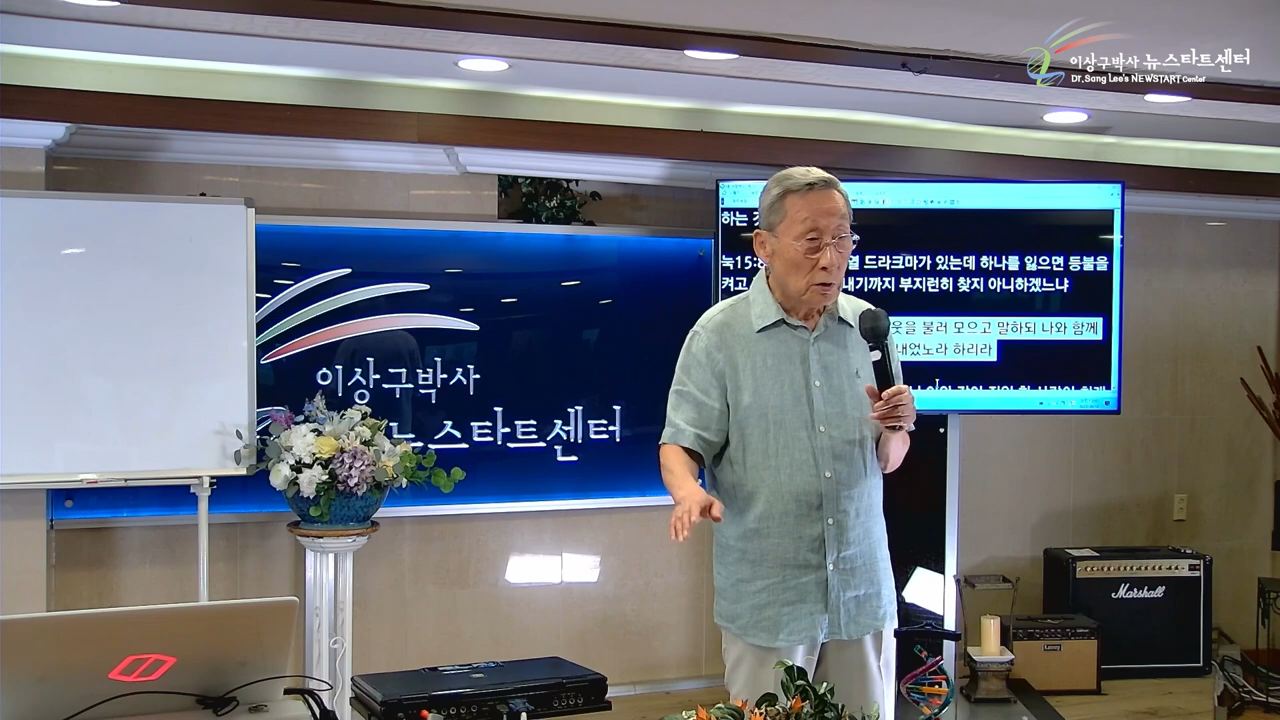 이상구박사 뉴스타트센터
Dr.Sang Lee's NEWSTART Center
하는
눅15:8
드라크마가 있는데 하나를 잃으면 등불을
켜고
내기까지 부지런히 찾지 아니하겠느냐
불러 모으고 말하되 나와 함께
내었노라 하리라
이상구박사
뉴스타트센터
Marshall
Laney